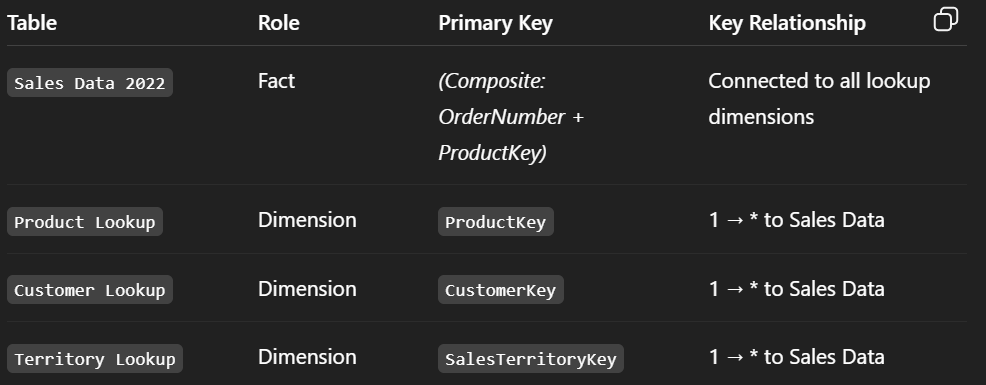 Table Role Primary Key Key Relationship
Sales Data 2022 Fact (Composite: Connected to all lookup
OrderNumber + dimensions
ProductKey)
Product Lookup Dimension ProductKey 1 → * to Sales Data
Customer Lookup Dimension CustomerKey 1 → * to Sales Data
Territory Lookup Dimension SalesTerritoryKey 1 → * to Sales Data